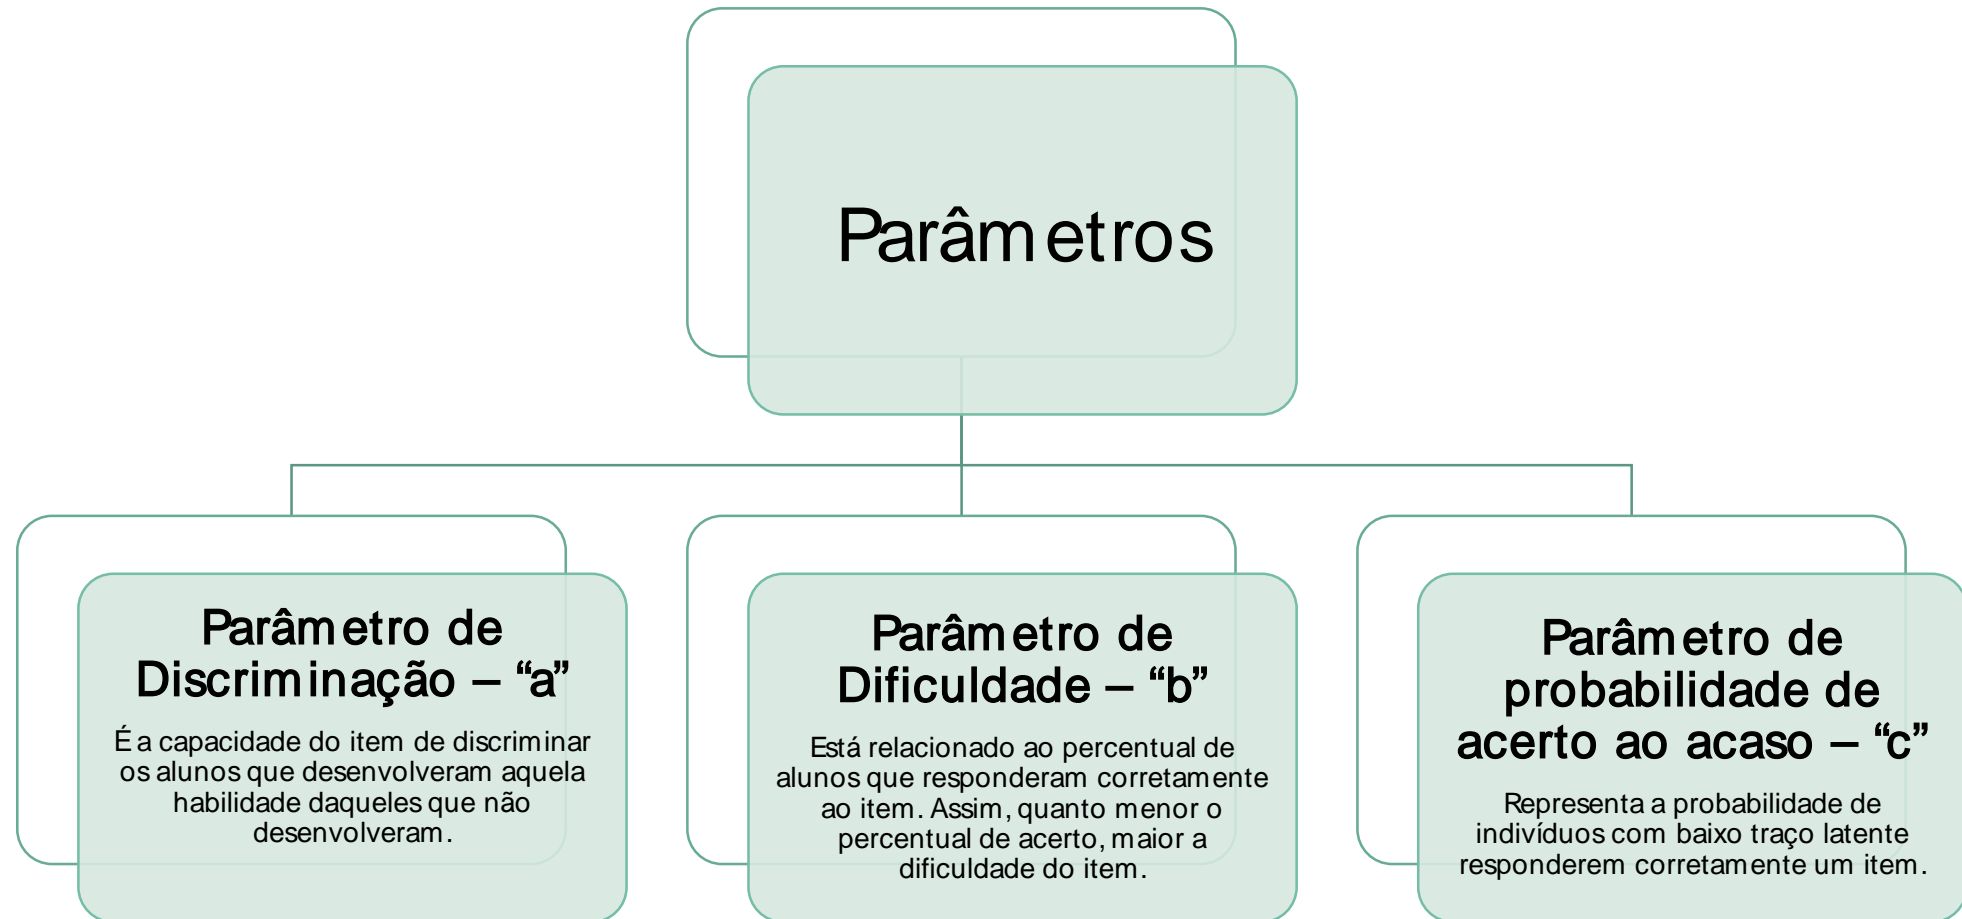 Parâmetros
Parâmetro de
Discriminação – “a”
É a capacidade do item de discriminar
os alunos que desenvolveram aquela
habilidade daqueles que não
desenvolveram.
Parâmetro de
Dificuldade – “b”
Está relacionado ao percentual de
alunos que responderam corretamente
ao item. Assim, quanto menor o
percentual de acerto, maior a
dificuldade do item.
Parâmetro de
probabilidade de
acerto ao acaso – “c”
Representa a probabilidade de
indivíduos com baixo traço latente
responderem corretamente um item.